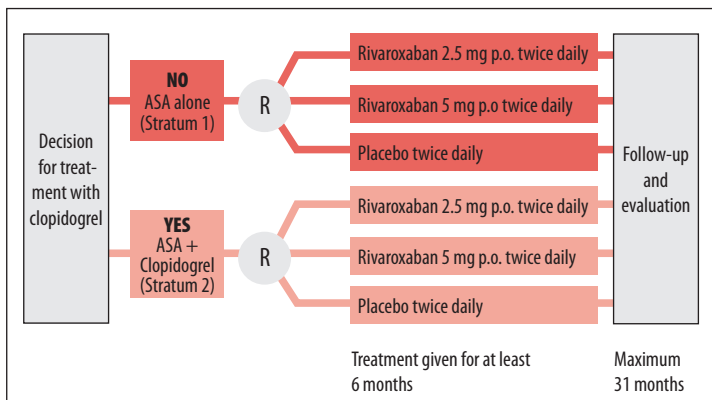 Decision
for treat-
ment with
clopidogrel
NO
ASA alone
(Stratum 1)
R
Rivaroxaban 2.5 mg p.o. twice daily
Rivaroxaban 5 mg p.o twice daily
Placebo twice daily
YES
ASA +
Clopidogrel
(Stratum 2)
R
Rivaroxaban 2.5 mg p.o. twice daily
Rivaroxaban 5 mg p.o. twice daily
Placebo twice daily
Follow-up
and
evaluation
Treatment given for at least
6 months
Maximum
31 months